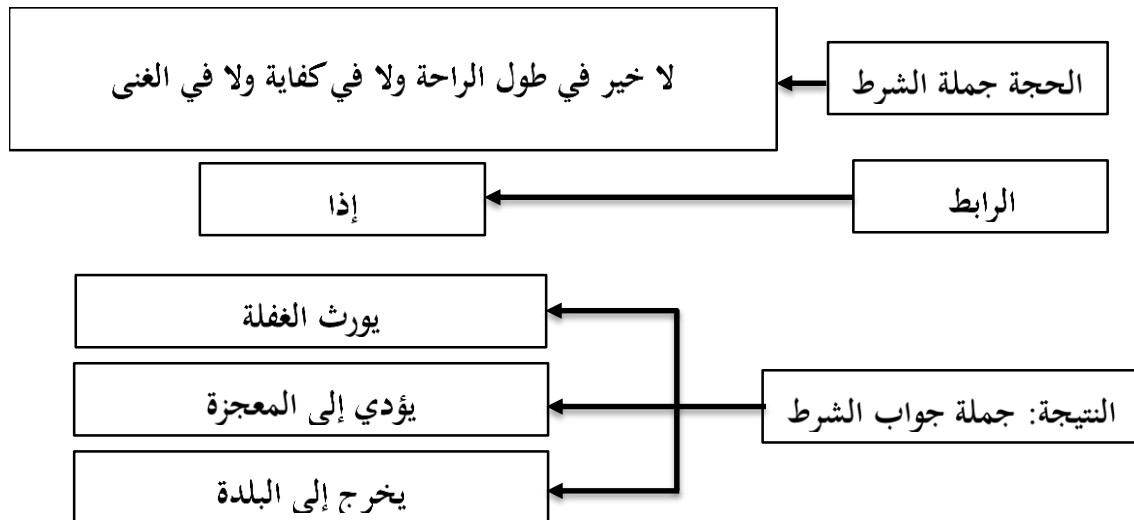 الحجة جملة الشرط
لا خير في طول الراحة ولا في كفاية ولا في الغنى
الرابط
إذا
النتيجة: جملة جواب الشرط
يورث الغفلة
يؤدي إلى المعجزة
يخرج إلى البلدة